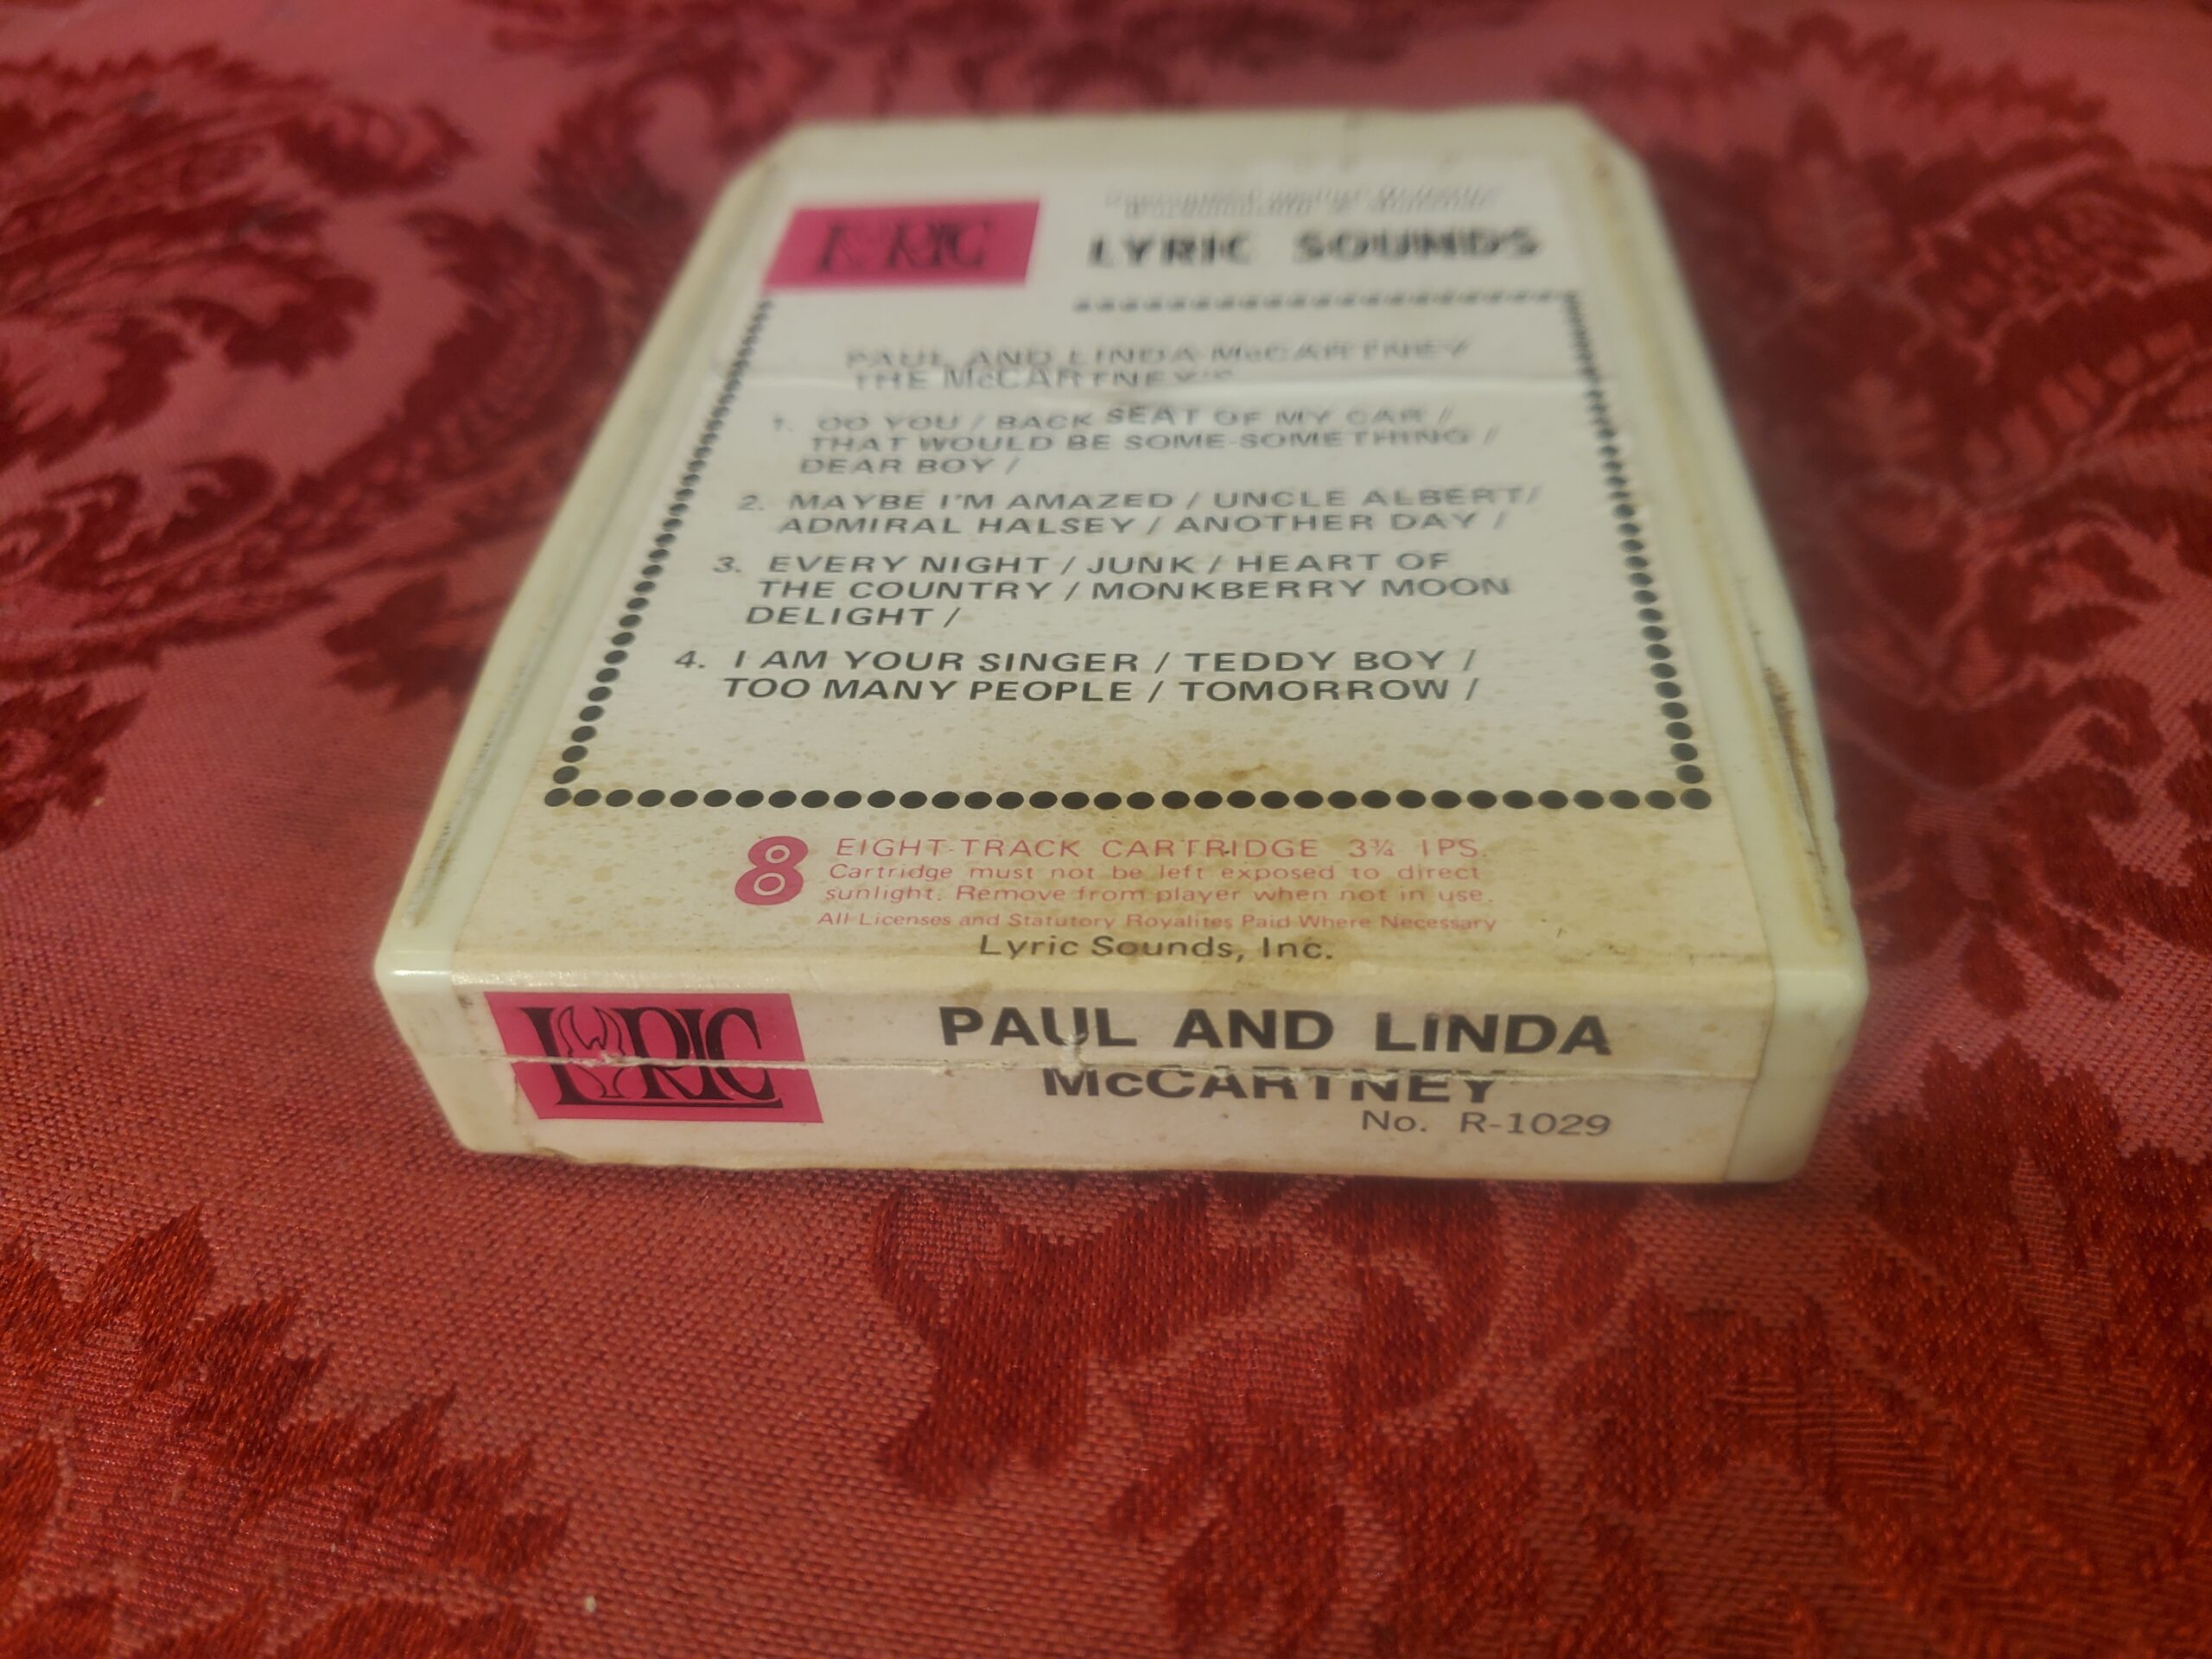 LYRIC
LYRIC SOUNDS
PAUL AND LINDA McCARTNEY
THE McCARTNEY'S
1. OO YOU / BACK SEAT OF MY CAR /
THAT WOULD BE SOME-SOMETHING /
DEAR BOY /
2. MAYBE I'M AMAZED / UNCLE ALBERT/
ADMIRAL HALSEY / ANOTHER DAY /
3. EVERY NIGHT / JUNK / HEART OF
THE COUNTRY / MONKBERRY MOON
DELIGHT /
4. I AM YOUR SINGER / TEDDY BOY /
TOO MANY PEOPLE / TOMORROW /
8 EIGHT-TRACK CARTRIDGE 3¾ IPS.
Cartridge must not be left exposed to direct
sunlight. Remove from player when not in use.
All Licenses and Statutory Royalites Paid Where Necessary
Lyric Sounds, Inc.
LYRIC
PAUL AND LINDA
McCARTNEY
No. R-1029